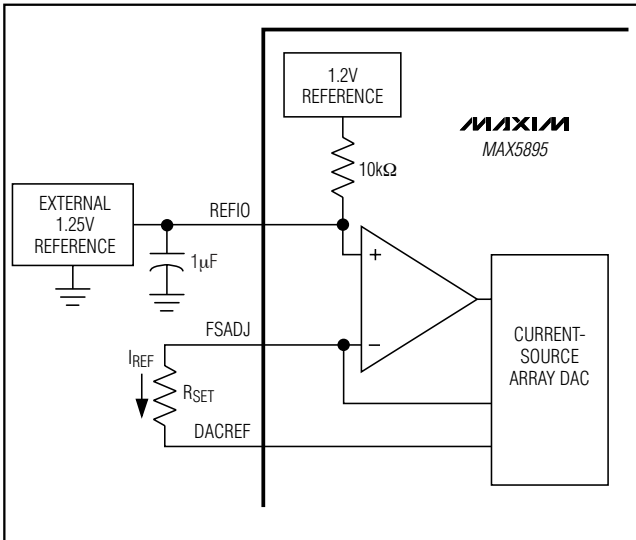 1.2V
REFERENCE
MAXIM
MAX5895
10kΩ
EXTERNAL
1.25V
REFERENCE
REFIO
1µF
+
−
FSADJ
CURRENT-
SOURCE
ARRAY DAC
IREF
RSET
DACREF